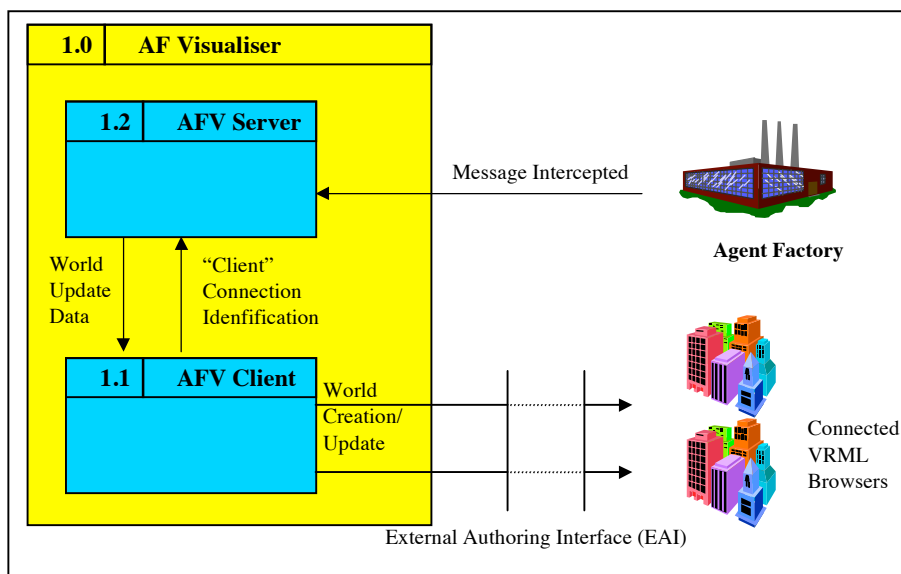 1.0 AF Visualiser
1.2 AFV Server
Message Intercepted
Agent Factory
World
Update
Data
“Client”
Connection
Idenfification
1.1 AFV Client
World
Creation/
Update
Connected
VRML
Browsers
External Authoring Interface (EAI)